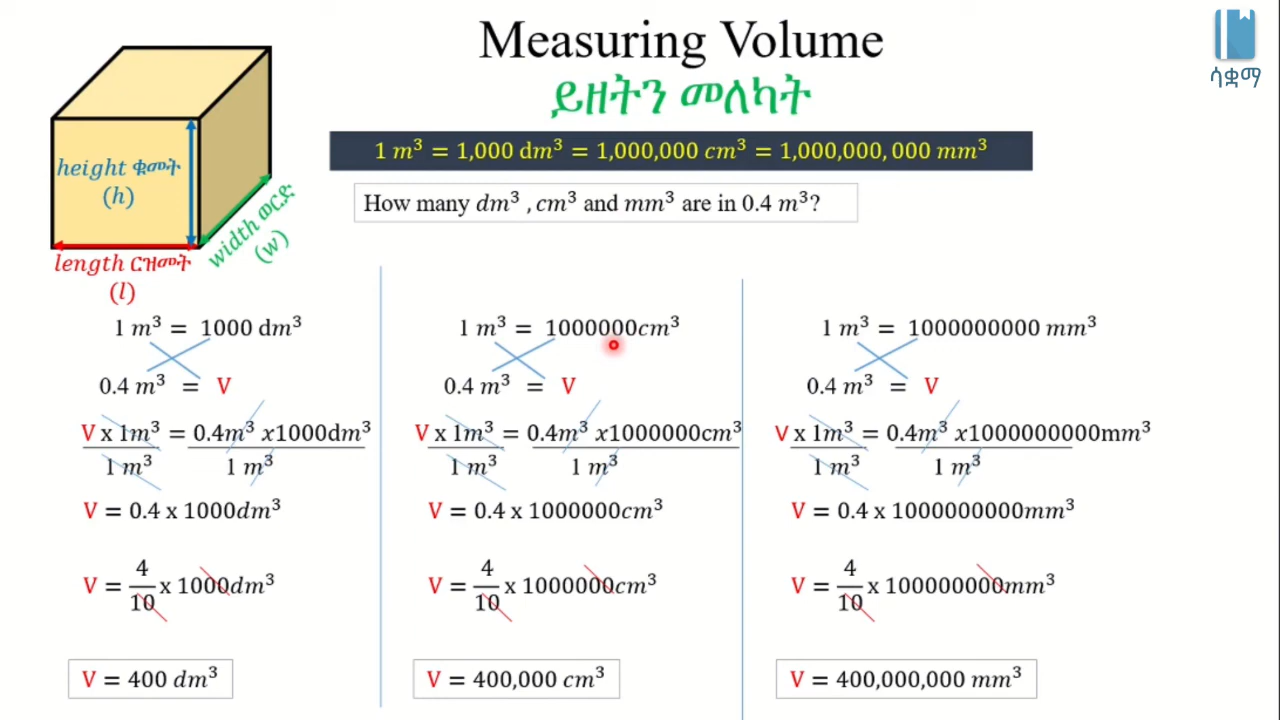 Measuring Volume
ይዘትን መለካት
ሳቋማ
1 m³ = 1,000 dm³ = 1,000,000 cm³ = 1,000,000,000 mm³
How many dm³ , cm³ and mm³ are in 0.4 m³?
height ቁመት
(h)
width ወርድ
(w)
length ርዝመት
(l)
1 m³ = 1000 dm³
0.4 m³ = V
V x 1m³ = 0.4m³ x1000dm³
1 m³ 1 m³
V = 0.4 x 1000dm³
V = 4/10 x 1000dm³
V = 400 dm³
1 m³ = 1000000cm³
0.4 m³ = V
V x 1m³ = 0.4m³ x1000000cm³
1 m³ 1 m³
V = 0.4 x 1000000cm³
V = 4/10 x 1000000cm³
V = 400,000 cm³
1 m³ = 1000000000 mm³
0.4 m³ = V
V x 1m³ = 0.4m³ x1000000000mm³
1 m³ 1 m³
V = 0.4 x 1000000000mm³
V = 4/10 x 1000000000mm³
V = 400,000,000 mm³